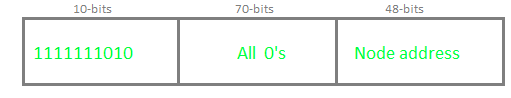 10-bits 70-bits 48-bits
1111111010 All 0's Node address